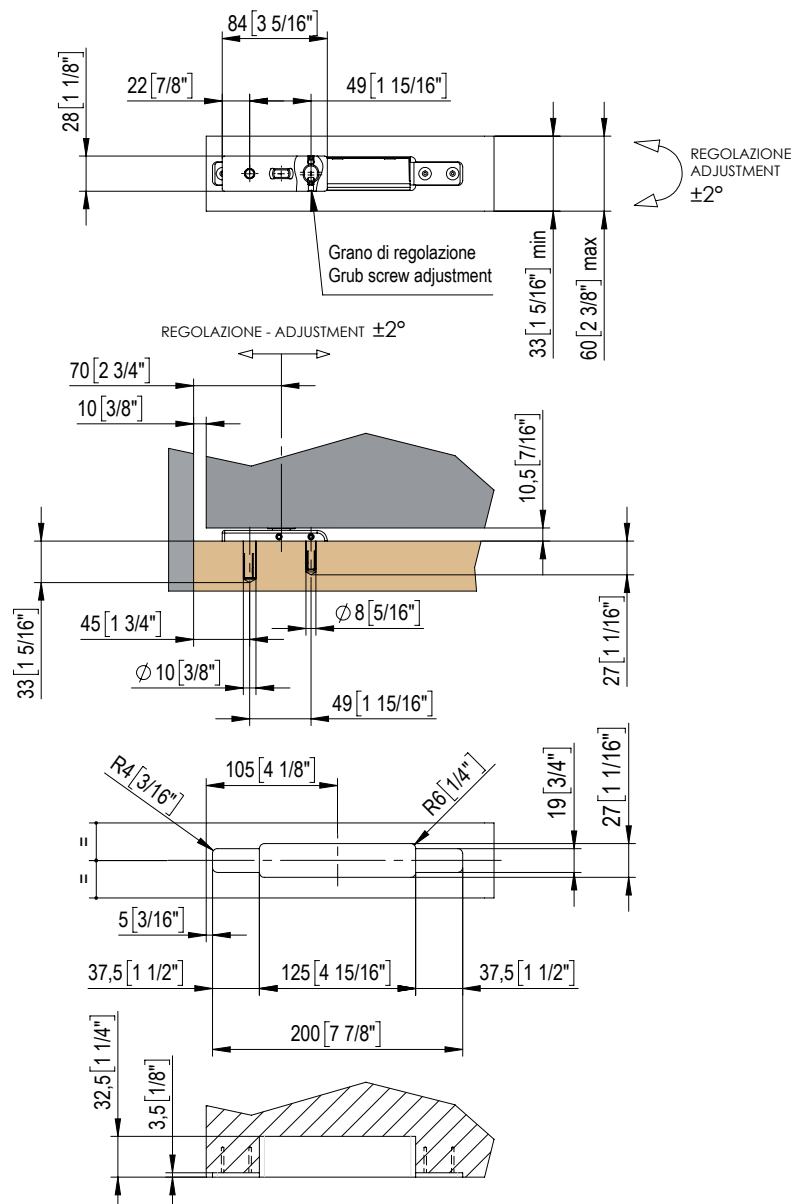 84[3 5/16"]
22[7/8"]
49[1 15/16"]
28[1 1/8"]
REGOLAZIONE
ADJUSTMENT
±2°
Grano di regolazione
Grub screw adjustment
33[1 5/16"] min
60[2 3/8"] max
REGOLAZIONE - ADJUSTMENT ±2°
70[2 3/4"]
10[3/8"]
10,5[7/16"]
33[1 5/16"]
45[1 3/4"]
Ø8[5/16"]
27[1 1/16"]
Ø10[3/8"]
49[1 15/16"]
R4[3/16"]
105[4 1/8"]
R6[1/4"]
19[3/4"]
27[1 1/16"]
=
=
5[3/16"]
37,5[1 1/2"]
125[4 15/16"]
37,5[1 1/2"]
200[7 7/8"]
32,5[1 1/4"]
3,5[1/8"]